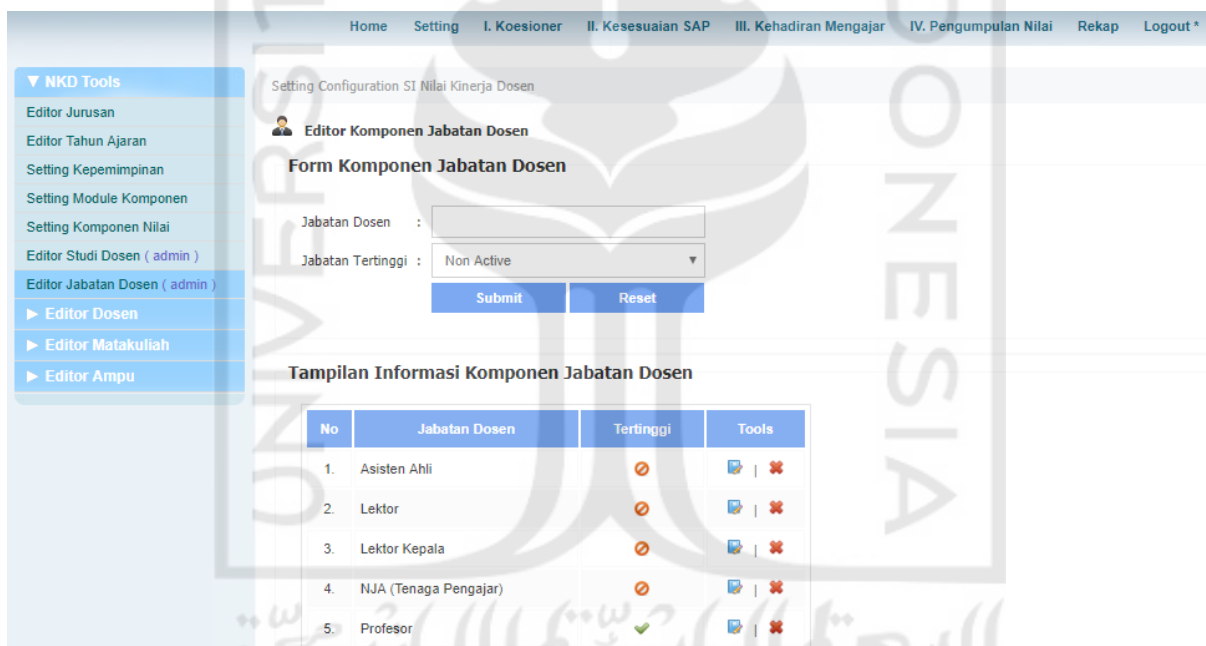 Home Setting I. Koesioner II. Kesesuaian SAP III. Kehadiran Mengajar IV. Pengumpulan Nilai Rekap Logout *
▼ NKD Tools
Editor Jurusan
Editor Tahun Ajaran
Setting Kepemimpinan
Setting Module Komponen
Setting Komponen Nilai
Editor Studi Dosen ( admin )
Editor Jabatan Dosen ( admin )
► Editor Dosen
► Editor Matakuliah
► Editor Ampu
Setting Configuration SI Nilai Kinerja Dosen
Editor Komponen Jabatan Dosen
Form Komponen Jabatan Dosen
Jabatan Dosen :
Jabatan Tertinggi : Non Active
Submit Reset
Tampilan Informasi Komponen Jabatan Dosen
No Jabatan Dosen Tertinggi Tools
1. Asisten Ahli |
2. Lektor |
3. Lektor Kepala |
4. NJA (Tenaga Pengajar) |
5. Profesor |